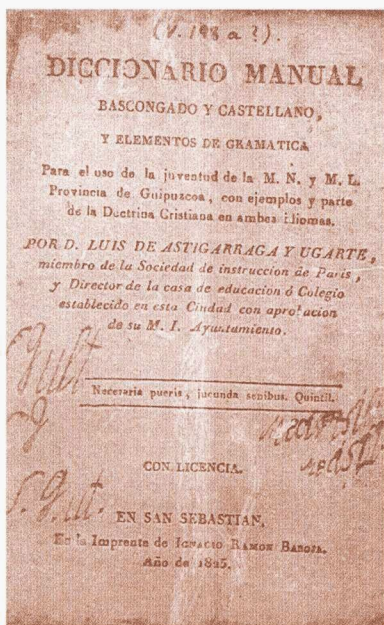 (V. 198 a 2).
DICCIONARIO MANUAL
BASCONGADO Y CASTELLANO,
Y ELEMENTOS DE GRAMATICA
Para el uso de la juventud de la M. N. y M. L.
Provincia de Guipuzcoa, con ejemplos y parte
de la Doctrina Cristiana en ambos idiomas.
POR D. LUIS DE ASTIGARRAGA Y UGARTE,
miembro de la Sociedad de instruccion de Paris,
y Director de la casa de educacion ó Colegio
establecido en esta Ciudad con aprobacion
de su M. I. Ayuntamiento.
Necesaria pueris, jucunda senibus. Quintil.
CON LICENCIA.
EN SAN SEBASTIAN,
En la Imprenta de IGNACIO RAMON BAROJA.
Año de 1825.